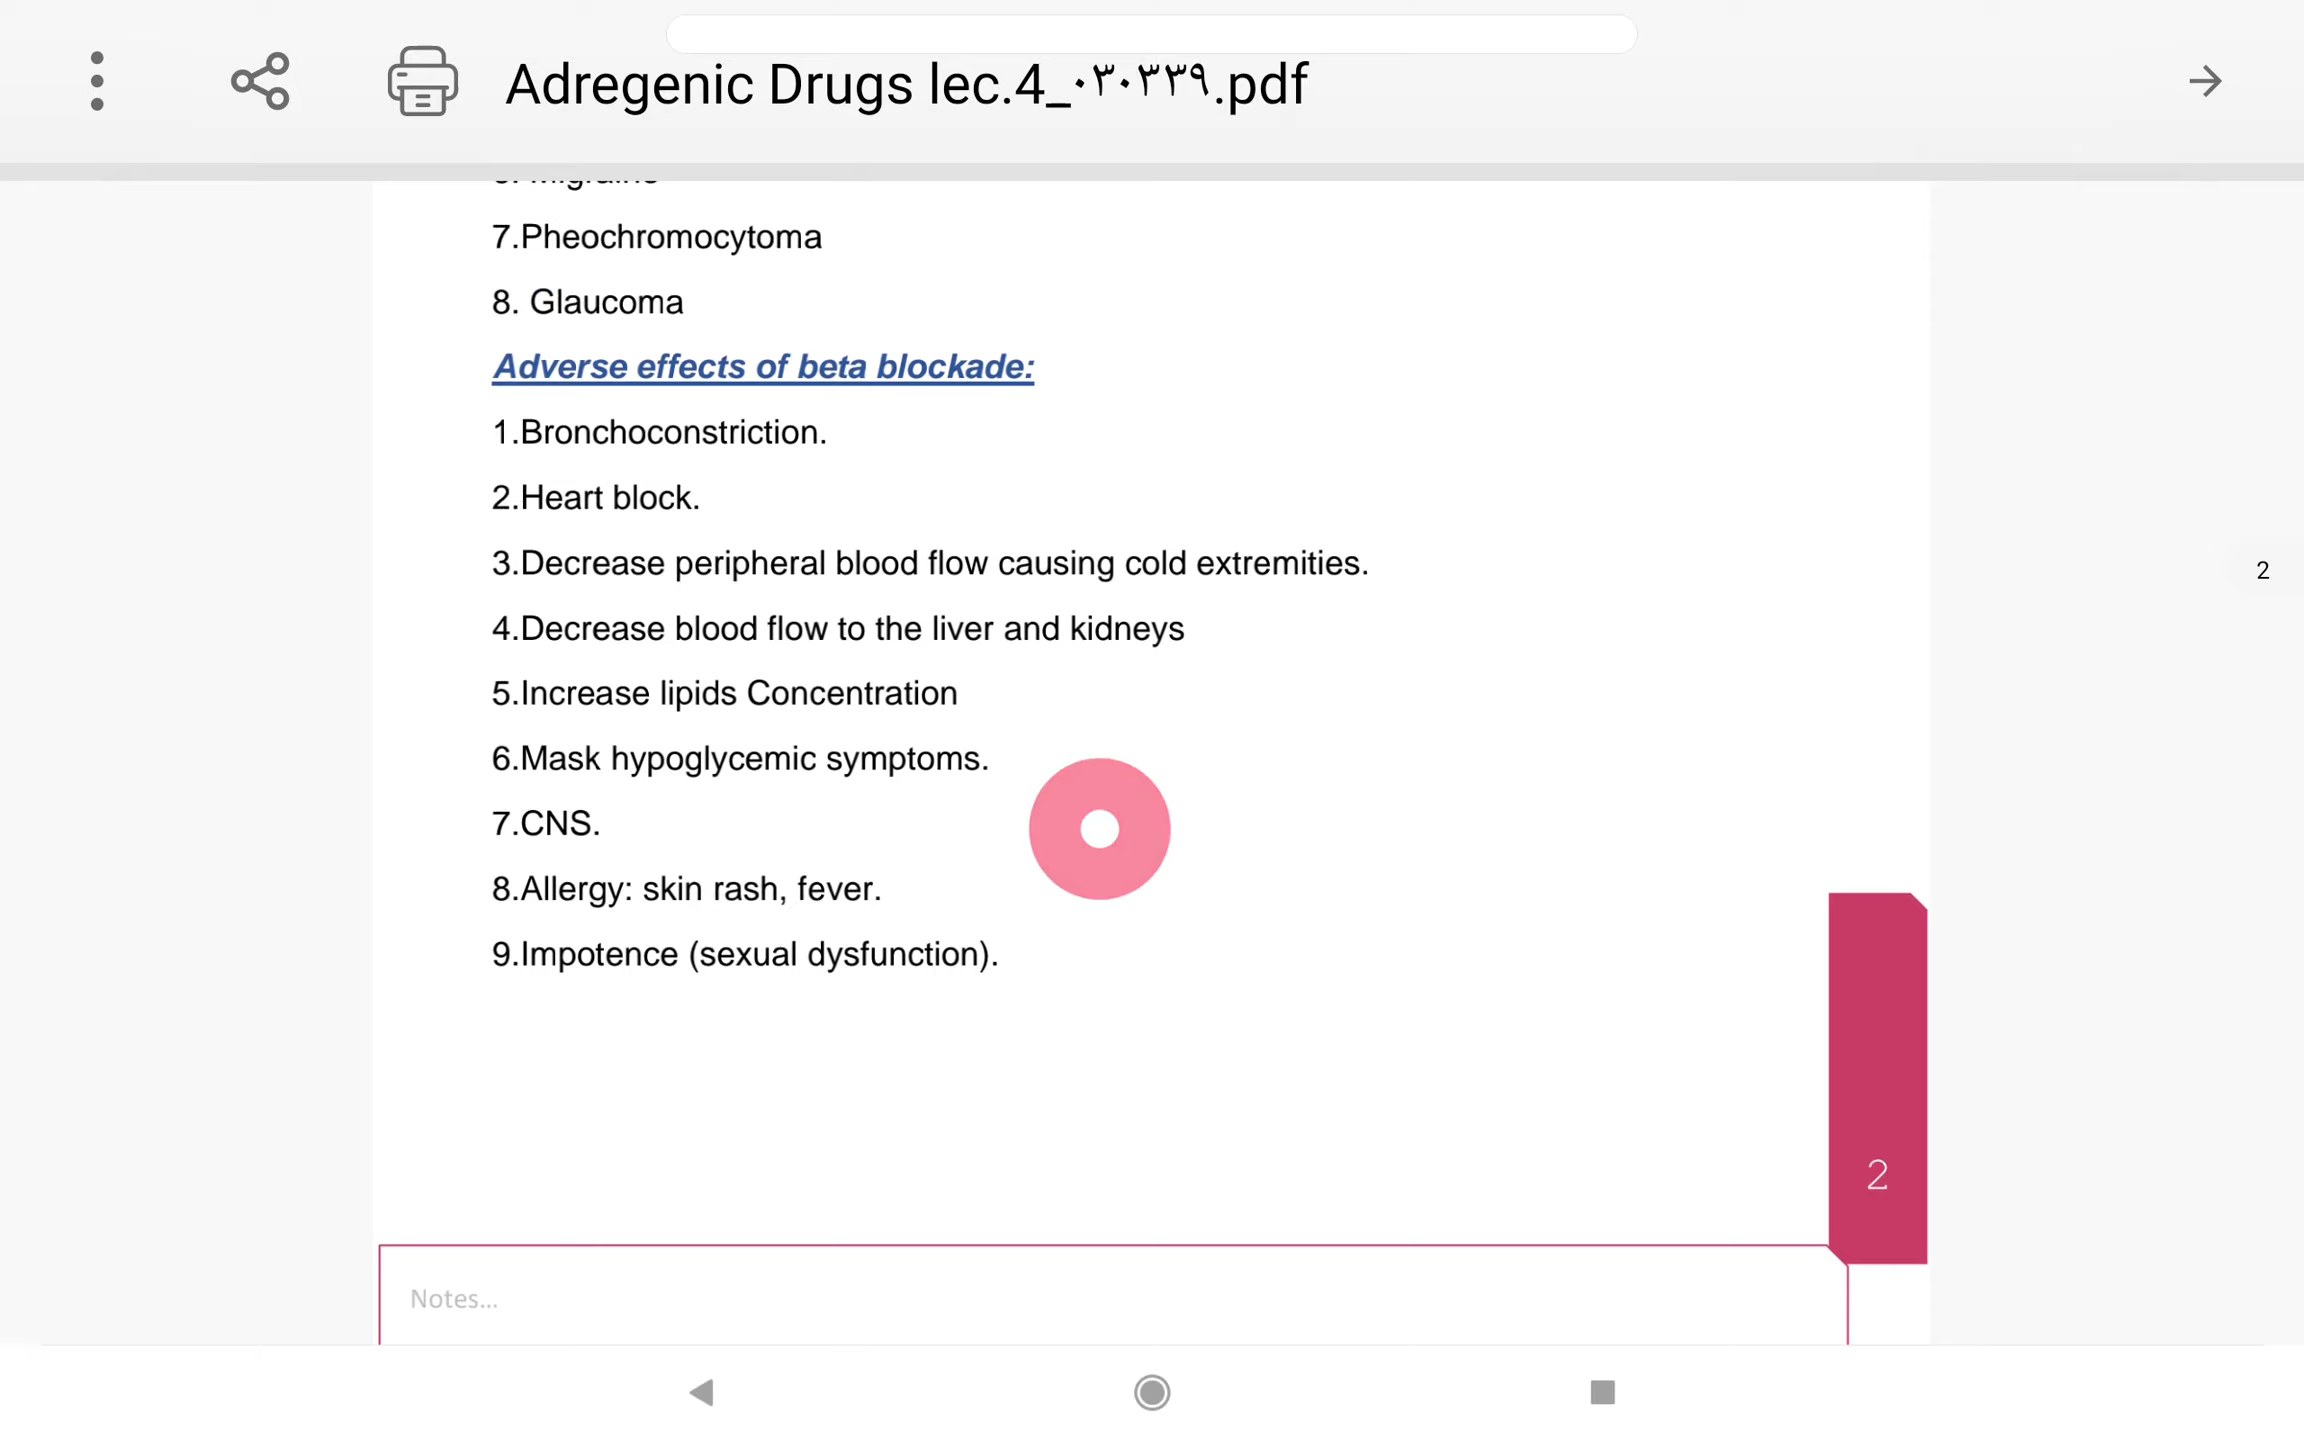 Adregenic Drugs lec.4_٠٣٠٣٣٩.pdf
7.Pheochromocytoma
8. Glaucoma
Adverse effects of beta blockade:
1.Bronchoconstriction.
2.Heart block.
3.Decrease peripheral blood flow causing cold extremities.
2
4.Decrease blood flow to the liver and kidneys
5.Increase lipids Concentration
6.Mask hypoglycemic symptoms.
7.CNS.
8.Allergy: skin rash, fever.
9.Impotence (sexual dysfunction).
2
Notes...